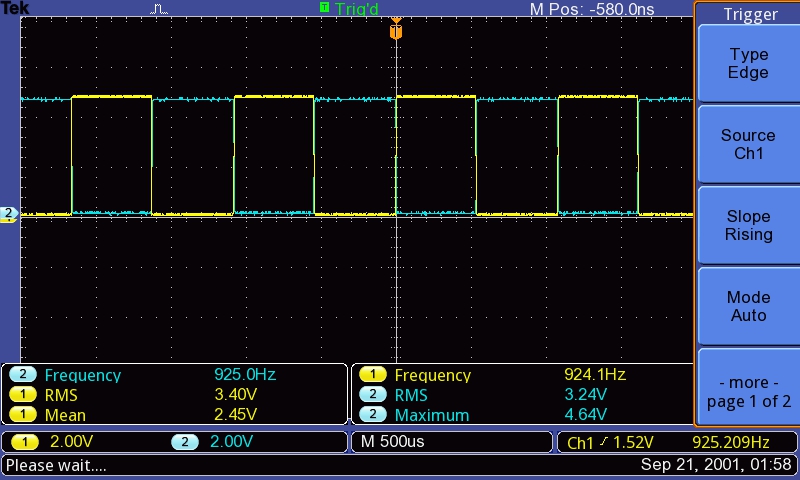 Tek T Trig'd M Pos: -580.0ns
Trigger
T
Type
Edge
Source
Ch1
Slope
Rising
2
Mode
Auto
- more -
page 1 of 2
2 Frequency 925.0Hz 1 Frequency 924.1Hz
1 RMS 3.40V 2 RMS 3.24V
1 Mean 2.45V 2 Maximum 4.64V
1 2.00V 2 2.00V M 500us Ch1 1.52V 925.209Hz
Please wait.... Sep 21, 2001, 01:58